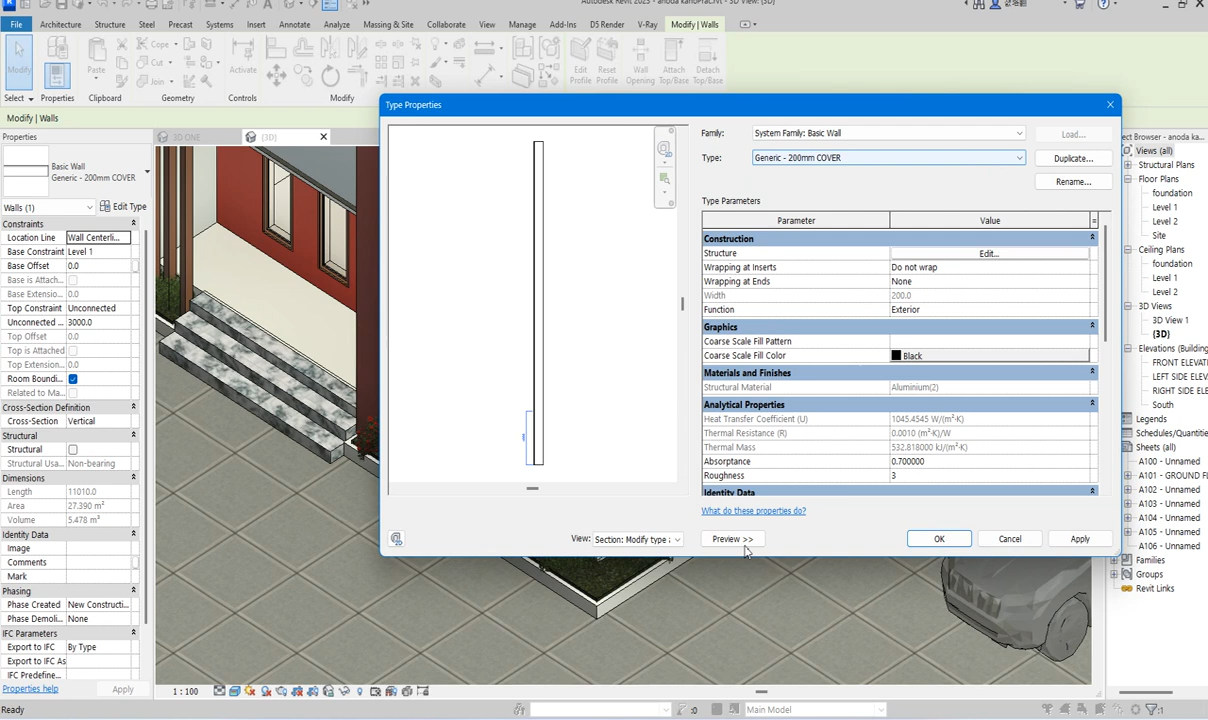 Autodesk Revit 2023 - anoda kanoPrac.rvt - 3D View: {3D}
File Architecture Structure Steel Precast Systems Insert Annotate Analyze Massing & Site Collaborate View Manage Add-Ins D5 Render V-Ray Modify | Walls
Cope
Cut
Join
Modify Paste Activate Edit Profile Reset Profile Wall Opening Attach Top/Base Detach Top/Base
Select Properties Clipboard Geometry Controls Modify
Modify | Walls
Properties
Basic Wall
Generic - 200mm COVER
Walls (1) Edit Type
Constraints
Location Line Wall Centerli...
Base Constraint Level 1
Base Offset 0.0
Base is Attach...
Base Extensio... 0.0
Top Constraint Unconnected
Unconnected ... 3000.0
Top Offset 0.0
Top is Attached
Top Extension... 0.0
Room Boundi...
Related to Ma...
Cross-Section Definition
Cross-Section Vertical
Structural
Structural
Structural Usa... Non-bearing
Dimensions
Length 11010.0
Area 27.390 m²
Volume 5.478 m³
Identity Data
Image
Comments
Mark
Phasing
Phase Created New Constructi...
Phase Demoli... None
IFC Parameters
Export to IFC By Type
Export to IFC As
IFC Predefine...
Properties help Apply
3D ONE {3D}
Type Properties
Family: System Family: Basic Wall Load...
Type: Generic - 200mm COVER Duplicate...
Rename...
Type Parameters
Parameter Value =
Construction
Structure Edit...
Wrapping at Inserts Do not wrap
Wrapping at Ends None
Width 200.0
Function Exterior
Graphics
Coarse Scale Fill Pattern
Coarse Scale Fill Color Black
Materials and Finishes
Structural Material Aluminium(2)
Analytical Properties
Heat Transfer Coefficient (U) 1045.4545 W/(m²·K)
Thermal Resistance (R) 0.0010 (m²·K)/W
Thermal Mass 532.818000 kJ/(m²·K)
Absorptance 0.700000
Roughness 3
Identity Data
What do these properties do?
View: Section: Modify type Preview >> OK Cancel Apply
ect Browser - anoda kan
Views (all)
Structural Plans
Floor Plans
foundation
Level 1
Level 2
Site
Ceiling Plans
foundation
Level 1
Level 2
3D Views
3D View 1
{3D}
Elevations (Building
FRONT ELEVAT
LEFT SIDE ELEV
RIGHT SIDE EL
South
Legends
Schedules/Quantitie
Sheets (all)
A100 - Unnamed
A101 - GROUND FL
A102 - Unnamed
A103 - Unnamed
A104 - Unnamed
A105 - Unnamed
A106 - Unnamed
Families
Groups
Revit Links
1 : 100
Ready :0 Main Model :1